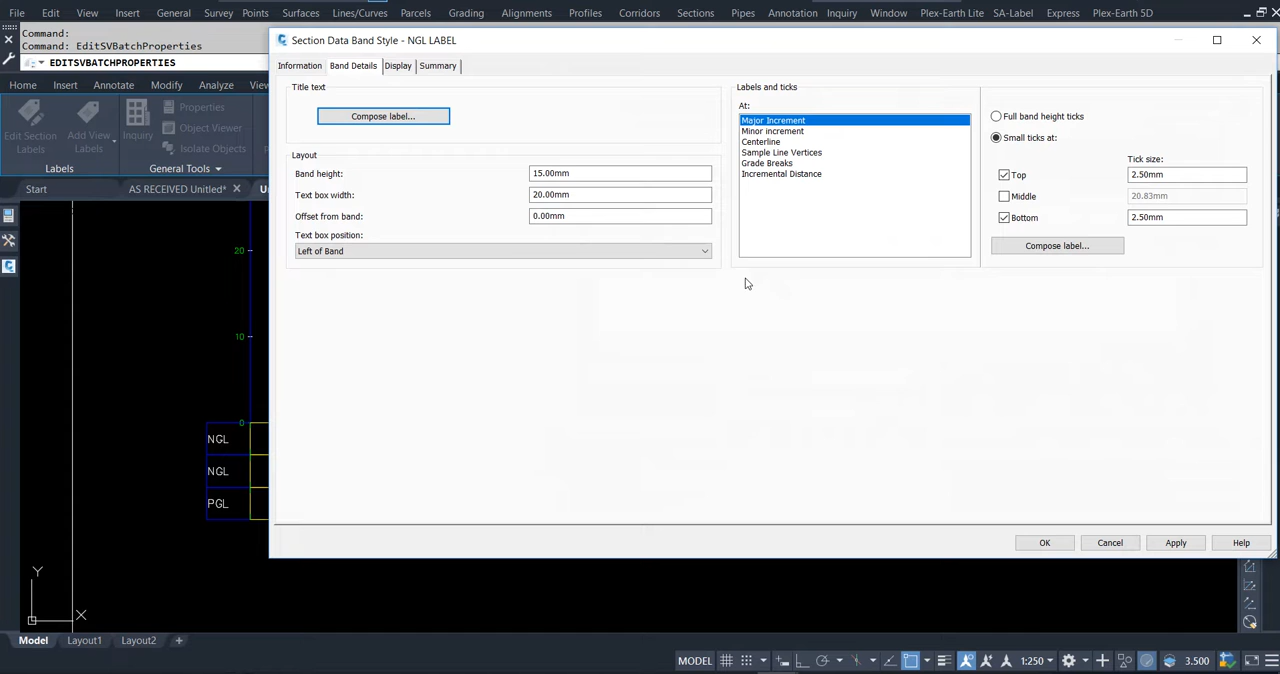 File Edit View Insert General Survey Points Surfaces Lines/Curves Parcels Grading Alignments Profiles Corridors Sections Pipes Annotation Inquiry Window Plex-Earth Lite SA-Label Express Plex-Earth 5D
Command:
Command: EditSVBatchProperties
EDITSVBATCHPROPERTIES
Home Insert Annotate Modify Analyze View
Edit Section Labels
Add View Labels
Inquiry
Properties
Object Viewer
Isolate Objects
Labels General Tools
Start AS RECEIVED Unitled*
20
10
0
NGL
NGL
PGL
Y
X
Section Data Band Style - NGL LABEL
Information Band Details Display Summary
Title text
Compose label...
Layout
Band height: 15.00mm
Text box width: 20.00mm
Offset from band: 0.00mm
Text box position:
Left of Band
Labels and ticks
At:
Major Increment
Minor increment
Centerline
Sample Line Vertices
Grade Breaks
Incremental Distance
Full band height ticks
Small ticks at:
Tick size:
Top 2.50mm
Middle 20.83mm
Bottom 2.50mm
Compose label...
OK Cancel Apply Help
Model Layout1 Layout2 +
MODEL 1:250 3.500